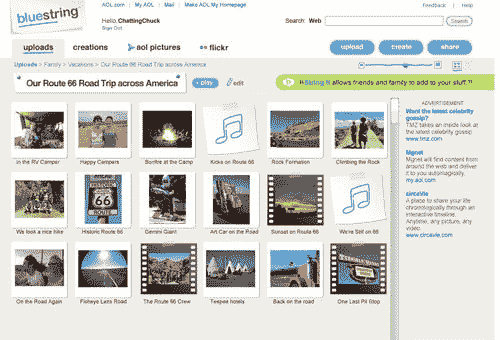 AOL.com | My AOL | Mail | Make AOL My Homepage
Feedback | Help
bluestring
Hello, ChattingChuck
Sign Out
Search: Web
Search
uploads
creations
aol pictures
flickr
upload
create
share
Uploads > Family > Vacations > Our Route 66 Road Trip across America
Our Route 66 Road Trip across America
play
edit
allows friends and family to add to your stuff.
ADVERTISEMENT
Want the latest celebrity
gossip?
TMZ takes an inside look at
the latest celebrity gossip
www.tmz.com
Mgnet
Mgnet will find content from
around the web and deliver
it to you automagically.
my.aol.com
circaVie
A place to share your life
chronologically through an
interactive timeline.
Anytime, any picture, any
video.
www.circavie.com
In the RV Camper
Happy Campers
Bonfire at the Camp
Kicks on Route 66
Rock Formation
Climbing the Rock
We took a nice hike
Historic Route 66
Gemini Giant
Art Car on the Road
Sunset on Route 66
We're Still on 66
On the Road Again
Fisheye Lens Road
The Route 66 Crew
Teepee hotels
Back on the road
One Last Pit Stop